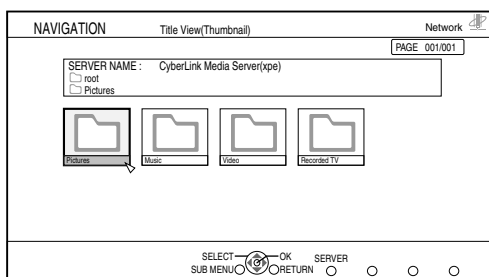 NAVIGATION Title View(Thumbnail) Network
PAGE 001/001
SERVER NAME : CyberLink Media Server(xpe)
root
Pictures
Pictures Music Video Recorded TV
SELECT OK SERVER
SUB MENU RETURN